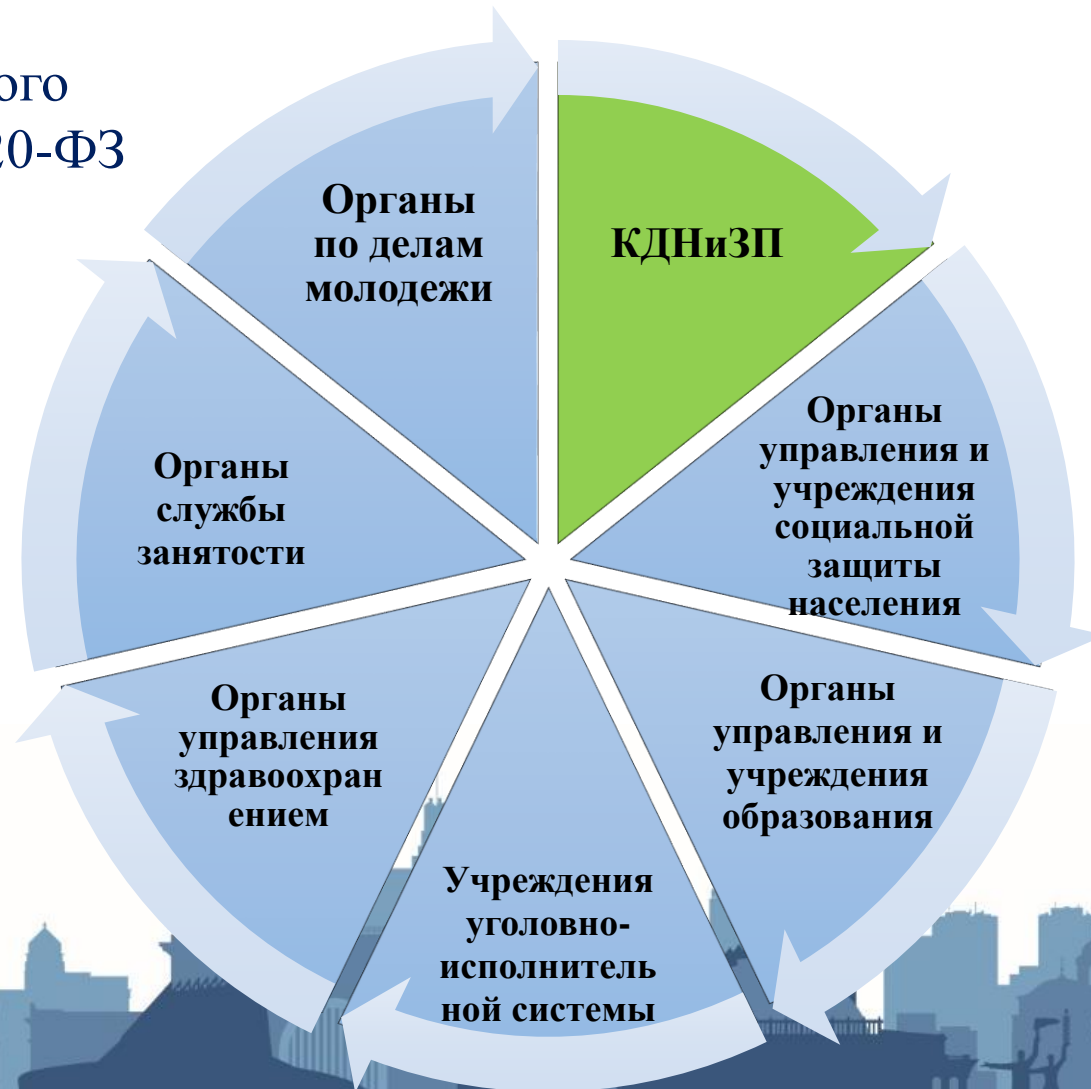 ого
20-ФЗ
Органы
по делам
молодежи
КДНиЗП
Органы
управления и
учреждения
социальной
защиты
населения
Органы
управления и
учреждения
образования
Учреждения
уголовно-
исполнитель
ной системы
Органы
управления
здравоохран
ением
Органы
службы
занятости